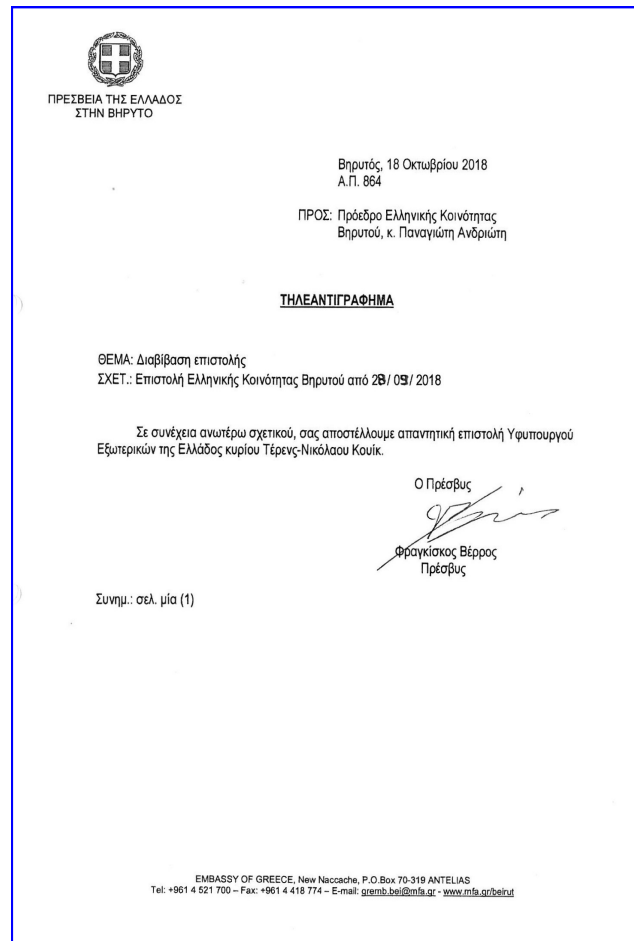 ΠΡΕΣΒΕΙΑ ΤΗΣ ΕΛΛΑΔΟΣ
ΣΤΗΝ ΒΗΡΥΤΟ
Βηρυτός, 18 Οκτωβρίου 2018
Α.Π. 864
ΠΡΟΣ: Πρόεδρο Ελληνικής Κοινότητας
Βηρυτού, κ. Παναγιώτη Ανδριώτη
ΤΗΛΕΑΝΤΙΓΡΑΦΗΜΑ
ΘΕΜΑ: Διαβίβαση επιστολής
ΣΧΕΤ.: Επιστολή Ελληνικής Κοινότητας Βηρυτού από / 2018
Σε συνέχεια ανωτέρω σχετικού, σας αποστέλλουμε απαντητική επιστολή Υφυπουργού
Εξωτερικών της Ελλάδος κυρίου Τέρενς-Νικόλαου Κουίκ.
Ο Πρέσβυς
Φραγκίσκος Βέρρος
Πρέσβυς
Συνημ.: σελ. μία (1)
EMBASSY OF GREECE, New Naccache, P.O.Box 70-319 ANTELIAS
Tel: +961 4 521 700 – Fax: +961 4 418 774 – E-mail: gremb.bei@mfa.gr - www.mfa.gr/beirut